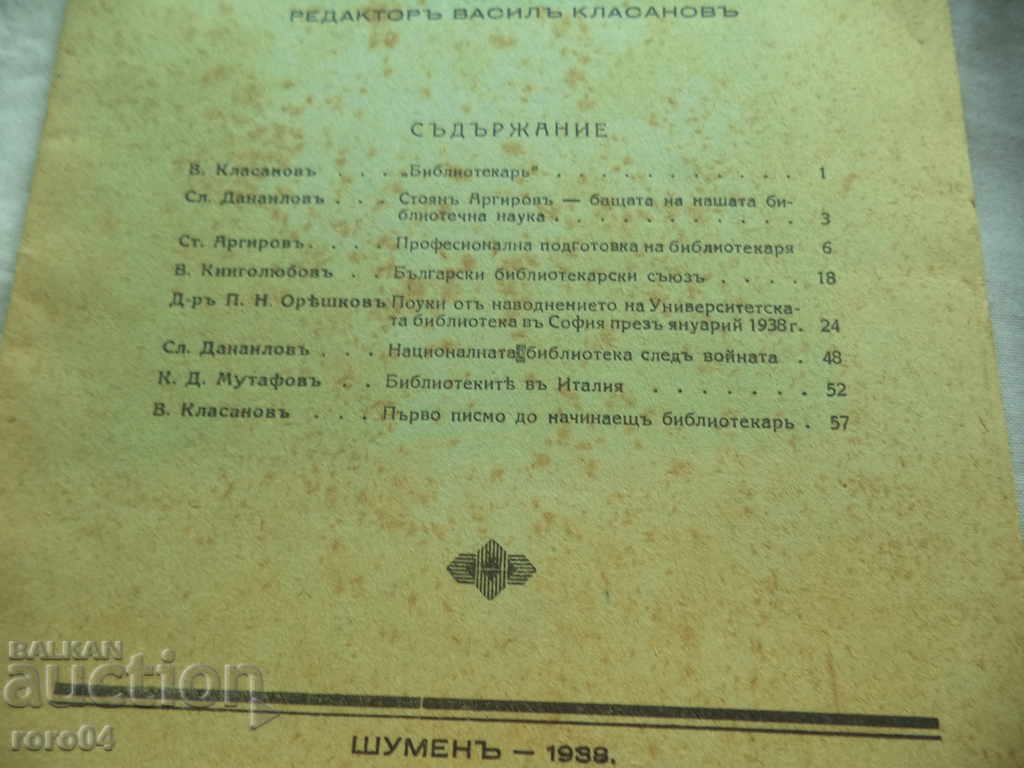 РЕДАКТОРЪ ВАСИЛЪ КЛАСАНОВЪ
СЪДЪРЖАНИЕ
В. Класановъ . . . „Библиотекарь" . . . . . . . . . . . 1
Сл. Данаиловъ . . . Стоянъ Аргировъ — бащата на нашата би-
блиотечна наука . . . . . . . . . . . 3
Ст. Аргировъ. . . . Професионална подготовка на библиотекаря 6
В. Книголюбовъ . . Български библиотекарски съюзъ . . . . 18
Д-ръ П. Н. Орѣшковъ Поуки отъ наводнението на Университетска-
та библиотека въ София презъ януарий 1938 г. 24
Сл. Данаиловъ . . . Националната библиотека следъ войната . 48
К. Д. Мутафовъ . . Библиотекитѣ въ Италия . . . . . . . 52
В. Класановъ . . . Първо писмо до начинаещъ библиотекарь . 57
BALKAN
auction
roro04
ШУМЕНЪ — 1938.